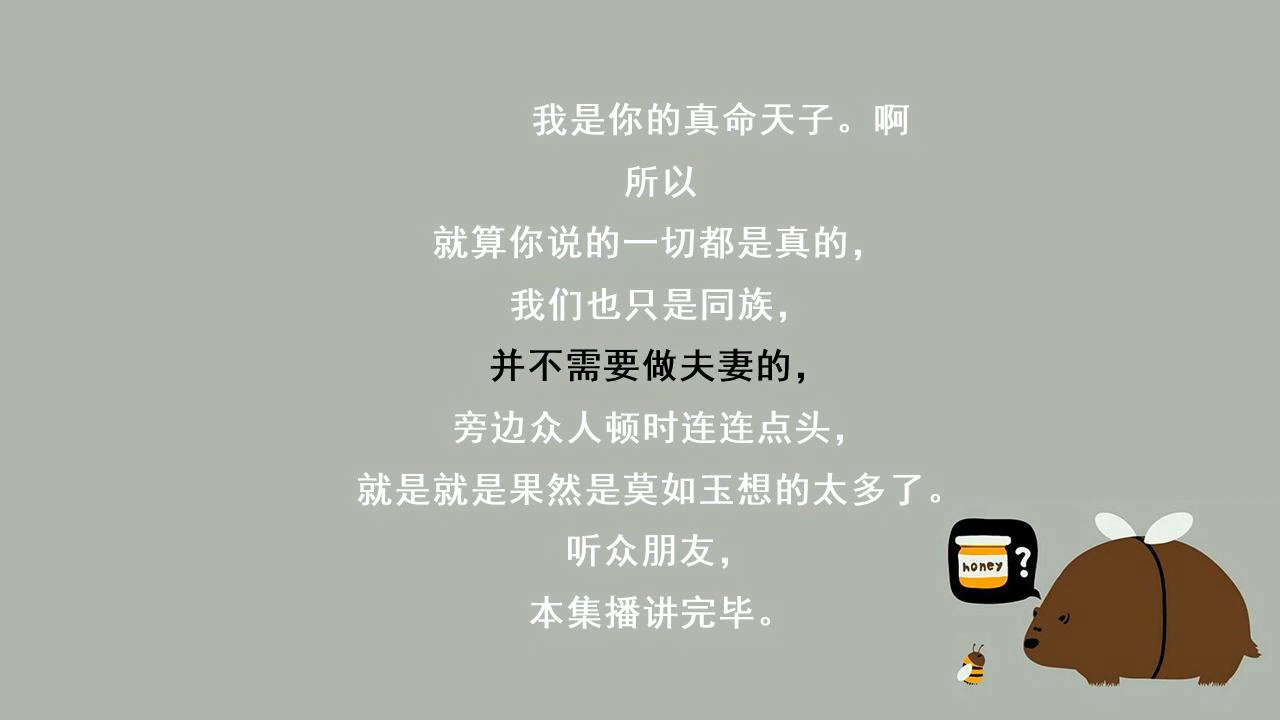 我是你的真命天子。啊
所以
就算你说的一切都是真的，
我们也只是同族，
并不需要做夫妻的，
旁边众人顿时连连点头，
就是就是果然是莫如玉想的太多了。
听众朋友，
本集播讲完毕。
honey ?